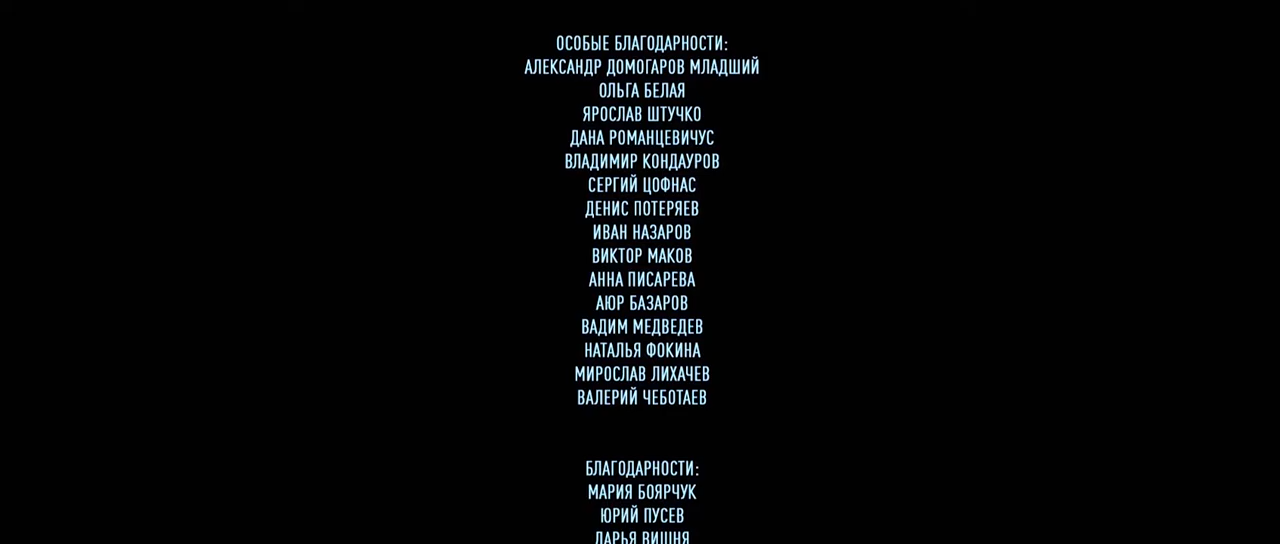 ОСОБЫЕ БЛАГОДАРНОСТИ:
АЛЕКСАНДР ДОМОГАРОВ МЛАДШИЙ
ОЛЬГА БЕЛАЯ
ЯРОСЛАВ ШТУЧКО
ДАНА РОМАНЦЕВИЧУС
ВЛАДИМИР КОНДАУРОВ
СЕРГИЙ ЦОФНАС
ДЕНИС ПОТЕРЯЕВ
ИВАН НАЗАРОВ
ВИКТОР МАКОВ
АННА ПИСАРЕВА
АЮР БАЗАРОВ
ВАДИМ МЕДВЕДЕВ
НАТАЛЬЯ ФОКИНА
МИРОСЛАВ ЛИХАЧЕВ
ВАЛЕРИЙ ЧЕБОТАЕВ
БЛАГОДАРНОСТИ:
МАРИЯ БОЯРЧУК
ЮРИЙ ПУСЕВ
ДАРЬЯ ВИШНЯ